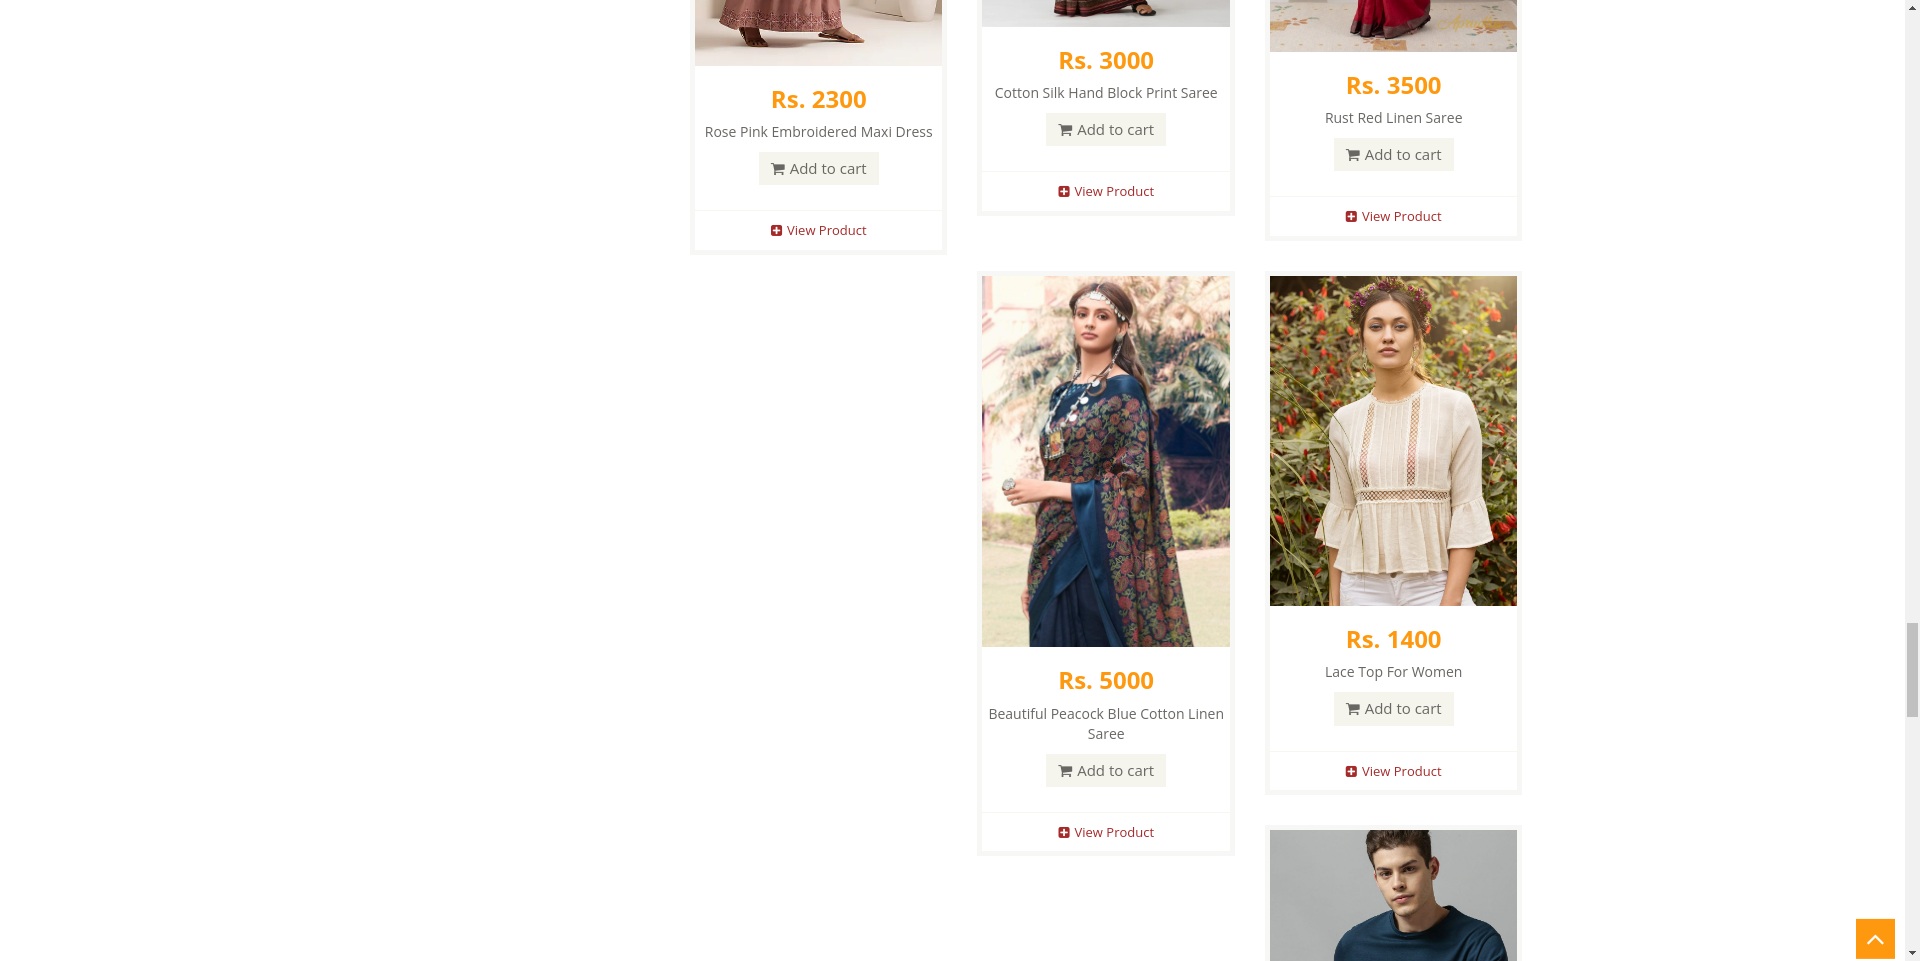 Rs. 2300
Rose Pink Embroidered Maxi Dress
Add to cart
View Product
Rs. 3000
Cotton Silk Hand Block Print Saree
Add to cart
View Product
Rs. 3500
Rust Red Linen Saree
Add to cart
View Product
Rs. 5000
Beautiful Peacock Blue Cotton Linen
Saree
Add to cart
View Product
Rs. 1400
Lace Top For Women
Add to cart
View Product